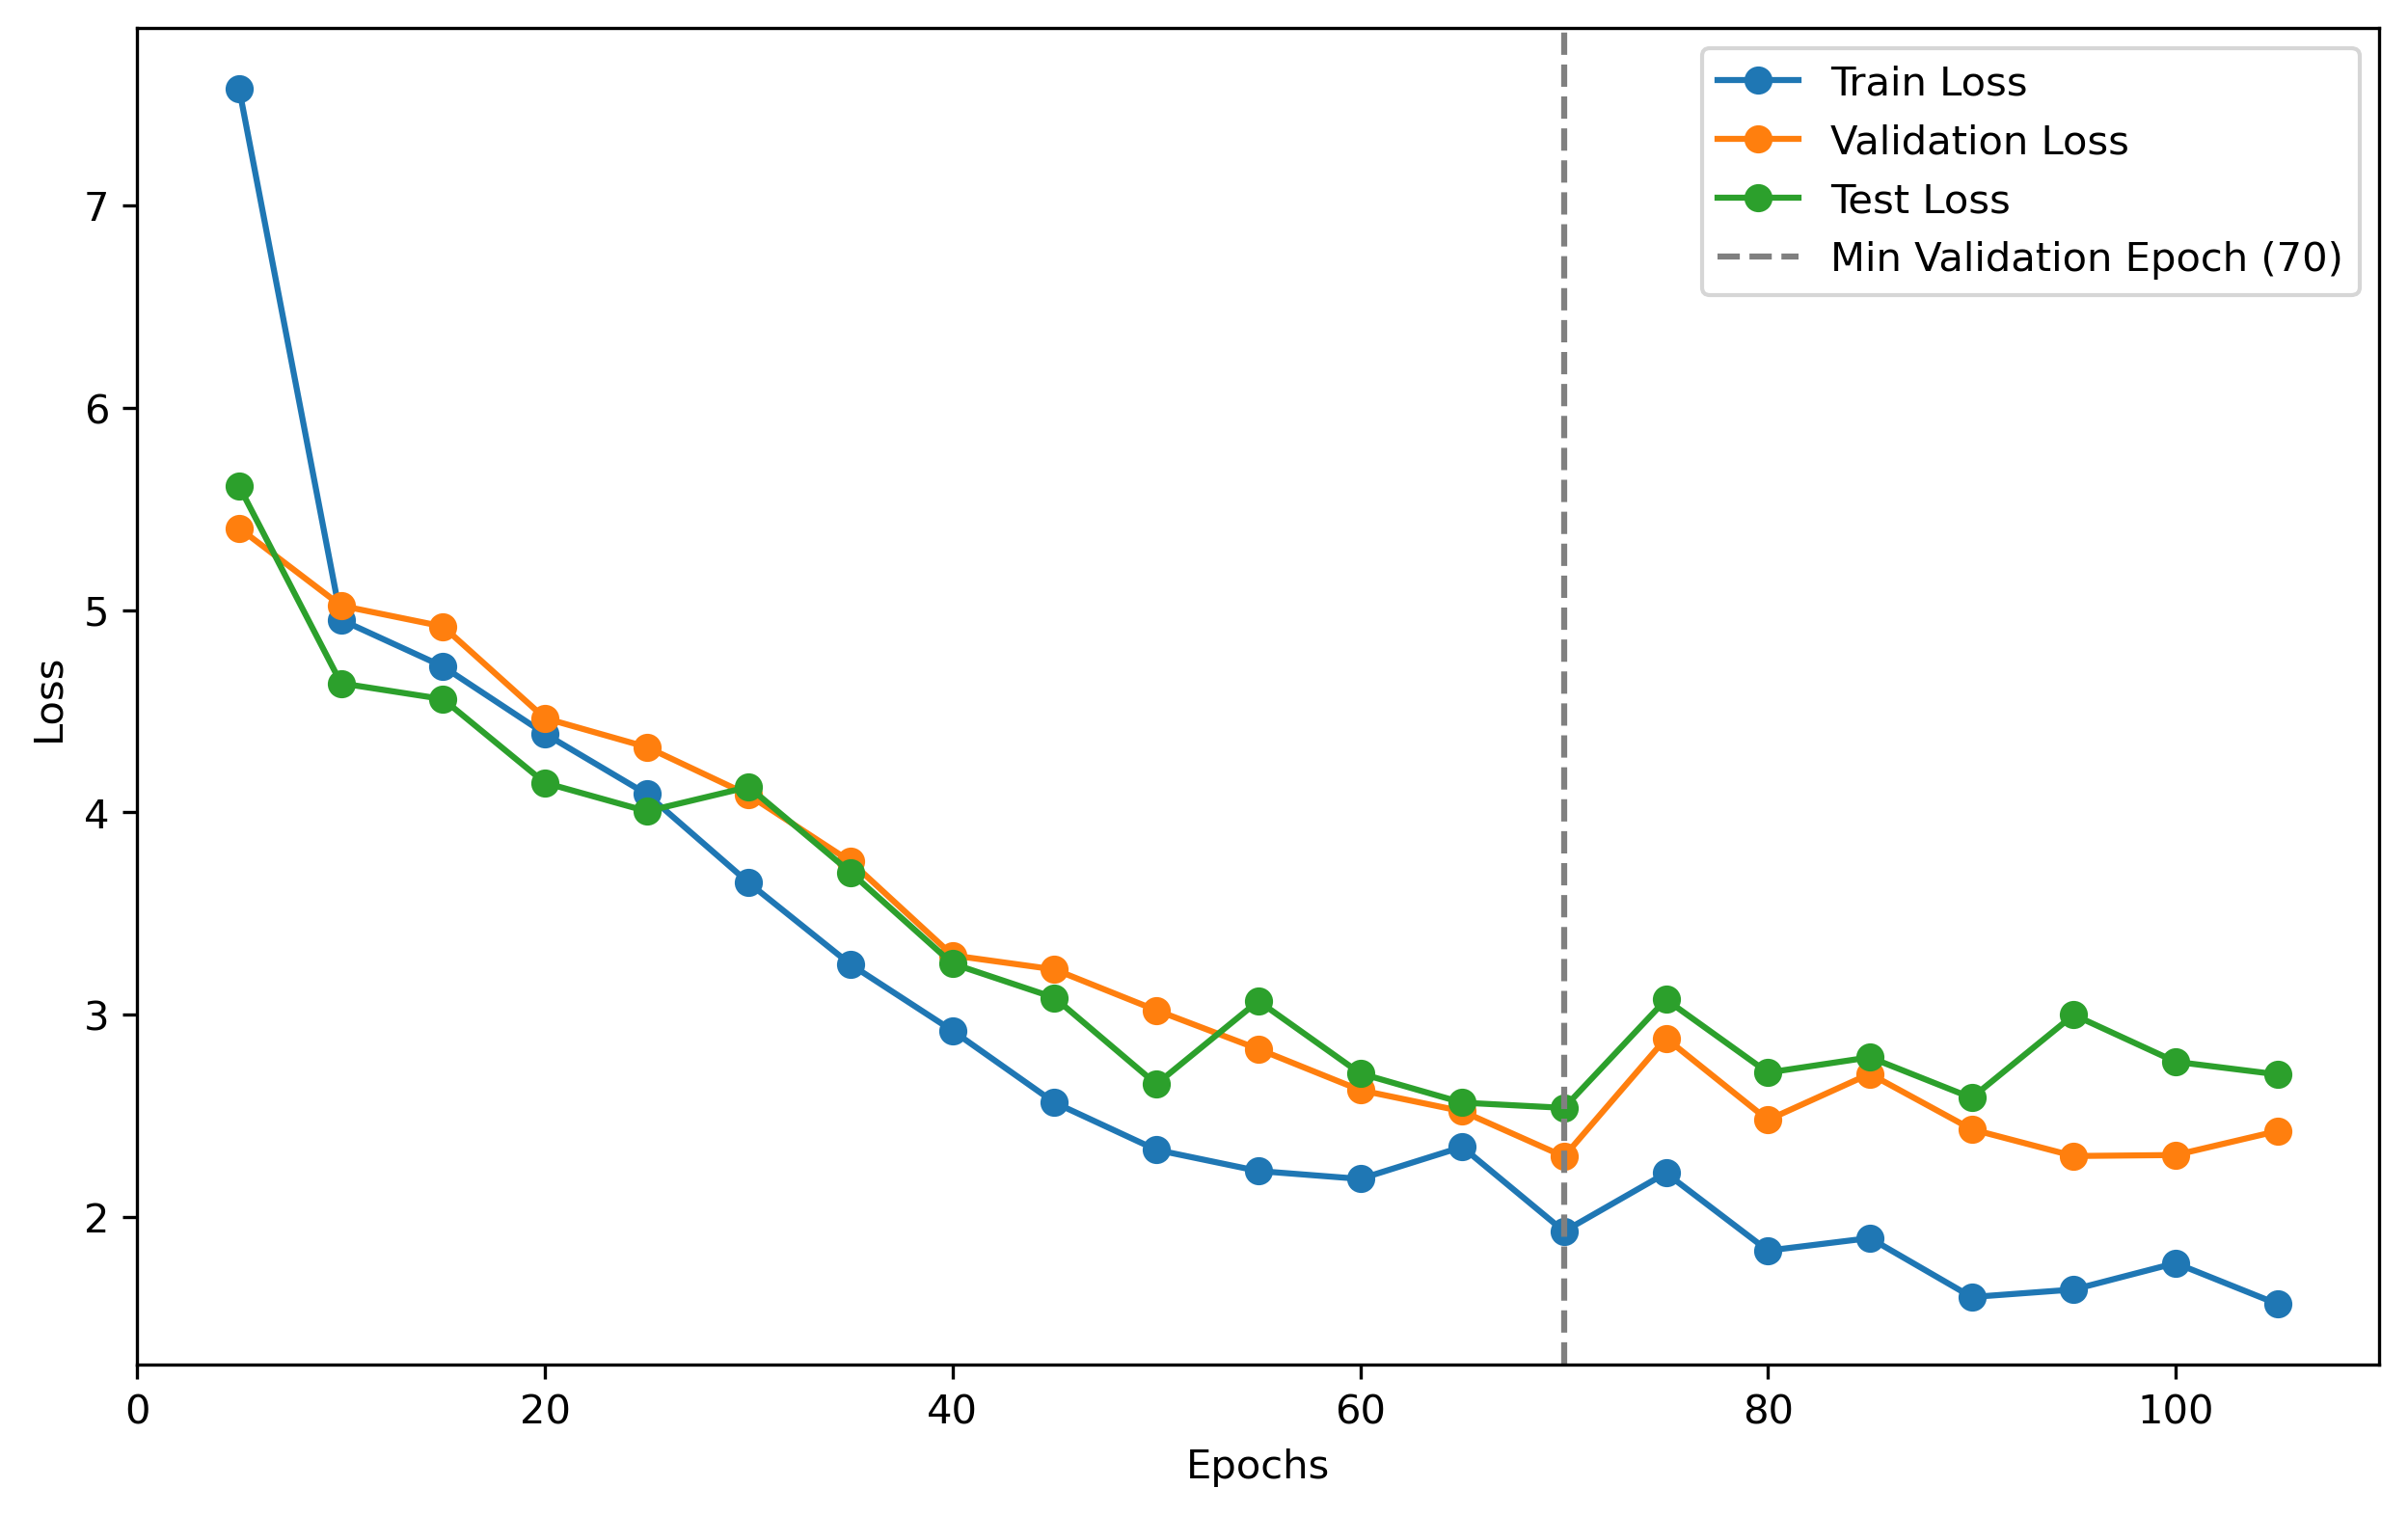 Train Loss
Validation Loss
Test Loss
Min Validation Epoch (70)
7
6
5
4
3
2
Loss
0 20 40 60 80 100
Epochs